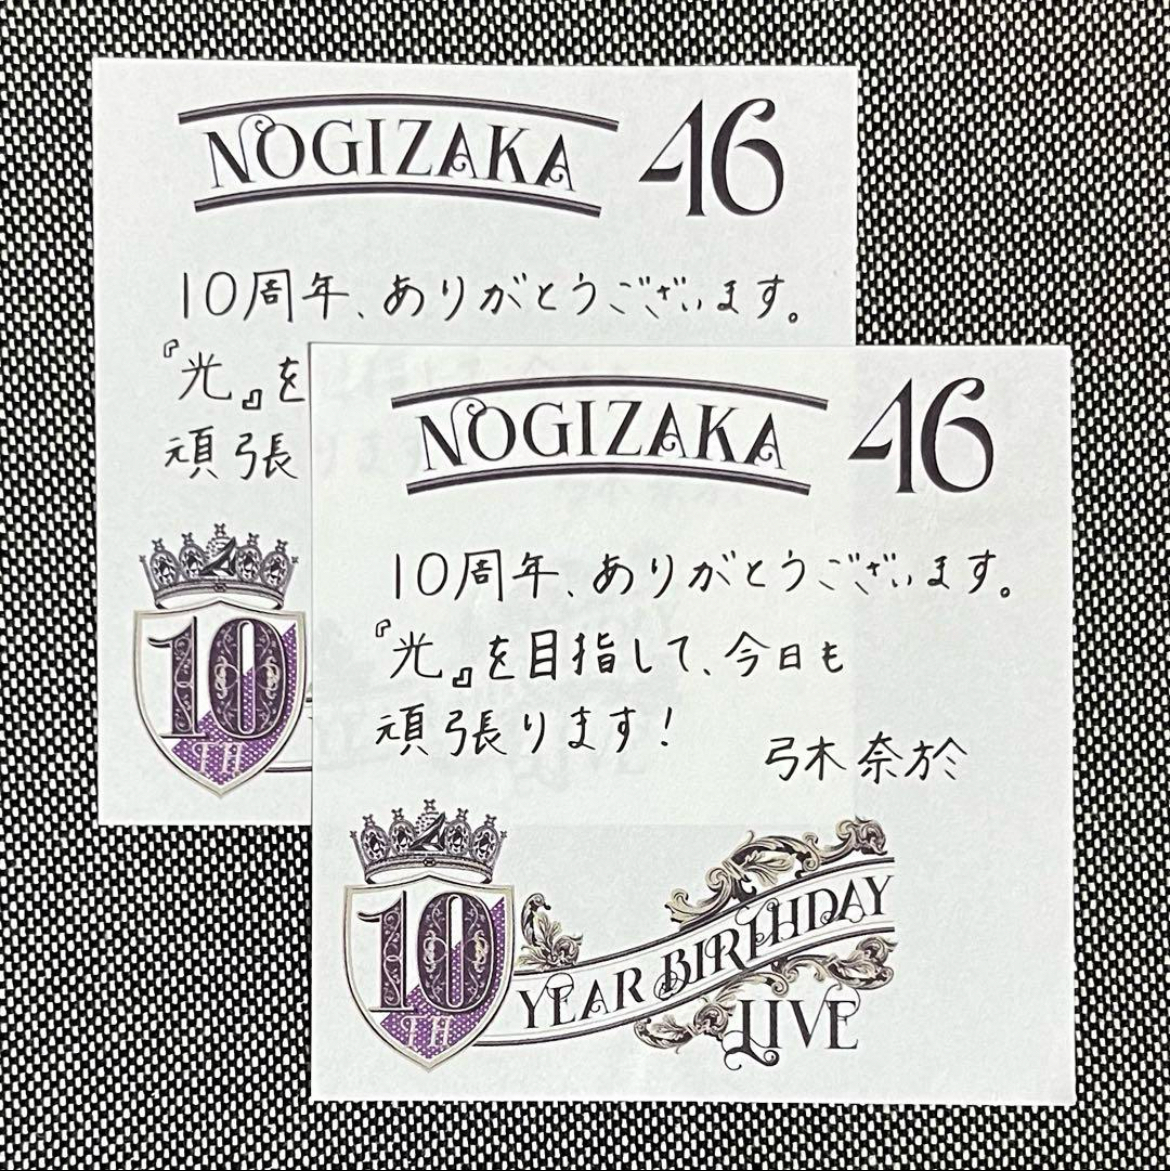 NOGIZAKA 46
10周年、ありがとうございます。
『光』を
頑張
10
TH
NOGIZAKA 46
10周年、ありがとうございます。
『光』を目指して、今日も
頑張ります!
弓木奈於
10
TH
YEAR BIRTHDAY
LIVE